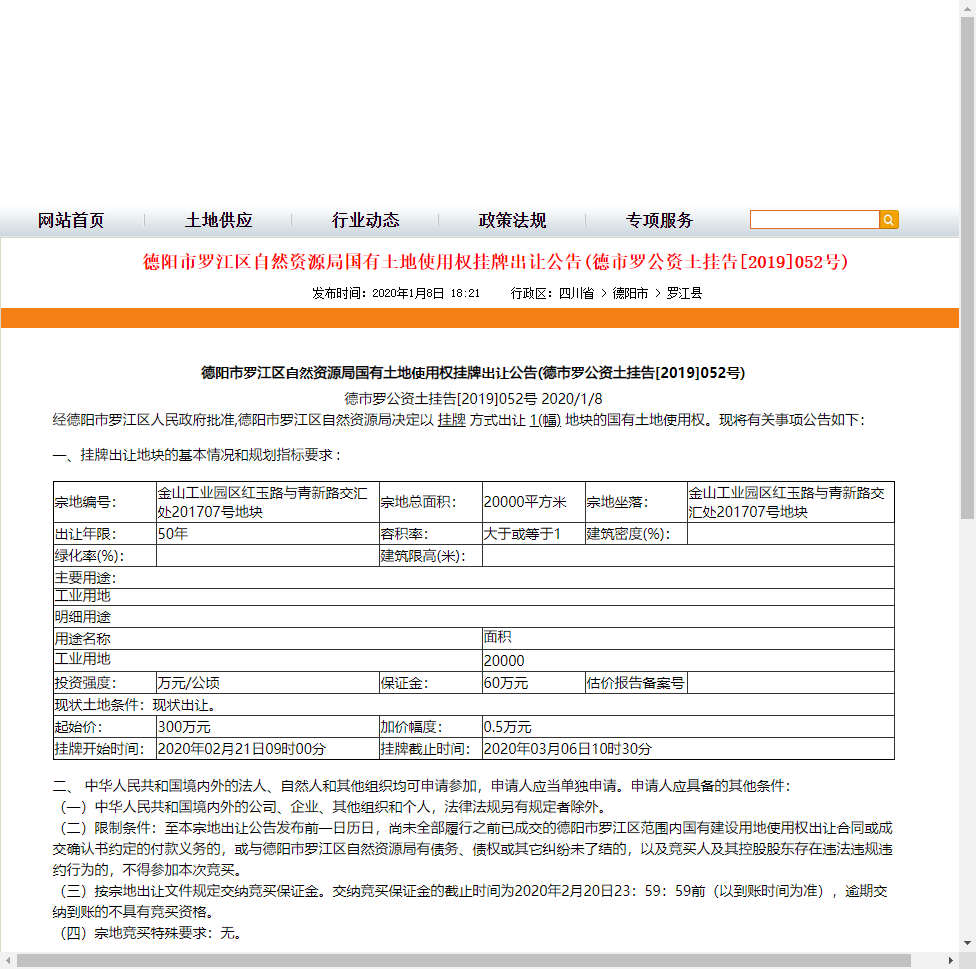 网站首页 土地供应 行业动态 政策法规 专项服务
德阳市罗江区自然资源局国有土地使用权挂牌出让公告(德市罗公资土挂告[2019]052号)
发布时间：2020年1月8日 18:21 行政区：四川省 > 德阳市 > 罗江县
德阳市罗江区自然资源局国有土地使用权挂牌出让公告(德市罗公资土挂告[2019]052号)
德市罗公资土挂告[2019]052号 2020/1/8
经德阳市罗江区人民政府批准,德阳市罗江区自然资源局决定以 挂牌 方式出让 1(幅) 地块的国有土地使用权。现将有关事项公告如下：
一、挂牌出让地块的基本情况和规划指标要求：
宗地编号： 金山工业园区红玉路与青新路交汇处201707号地块 宗地总面积： 20000平方米 宗地坐落： 金山工业园区红玉路与青新路交汇处201707号地块
出让年限： 50年 容积率： 大于或等于1 建筑密度(%)：
绿化率(%)： 建筑限高(米)：
主要用途：
工业用地
明细用途
用途名称 面积
工业用地 20000
投资强度： 万元/公顷 保证金： 60万元 估价报告备案号
现状土地条件：现状出让。
起始价： 300万元 加价幅度： 0.5万元
挂牌开始时间： 2020年02月21日09时00分 挂牌截止时间： 2020年03月06日10时30分
二、 中华人民共和国境内外的法人、自然人和其他组织均可申请参加，申请人应当单独申请。申请人应具备的其他条件：
（一）中华人民共和国境内外的公司、企业、其他组织和个人，法律法规另有规定者除外。
（二）限制条件：至本宗地出让公告发布前一日历日，尚未全部履行之前已成交的德阳市罗江区范围内国有建设用地使用权出让合同或成
交确认书约定的付款义务的，或与德阳市罗江区自然资源局有债务、债权或其它纠纷未了结的，以及竞买人及其控股股东存在违法违规违
约行为的，不得参加本次竞买。
（三）按宗地出让文件规定交纳竞买保证金。交纳竞买保证金的截止时间为2020年2月20日23：59：59前（以到账时间为准），逾期交
纳到账的不具有竞买资格。
（四）宗地竞买特殊要求：无。